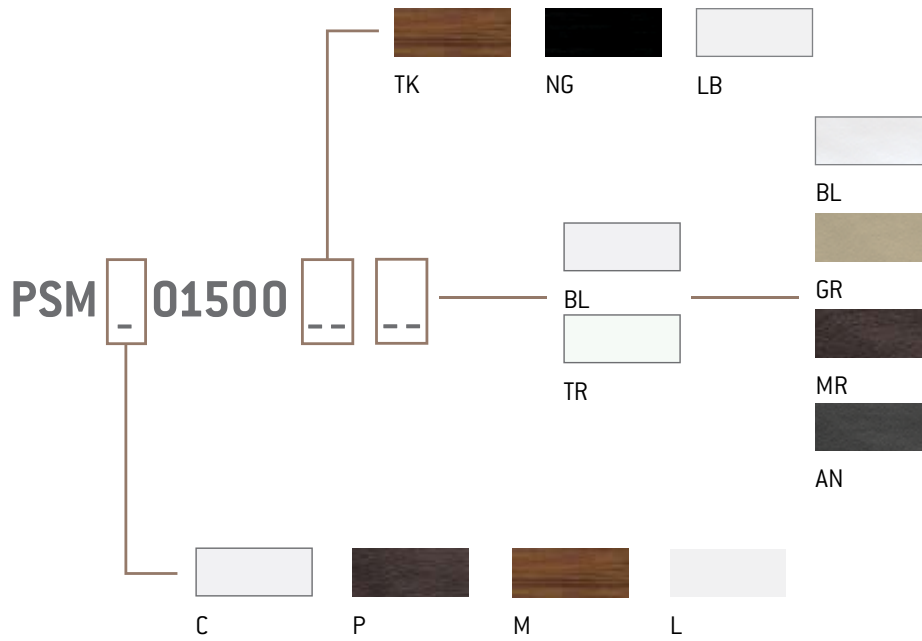 TK NG LB
BL
GR
PSM _ 01500 _ _ _ _
BL
TR
MR
AN
C P M L